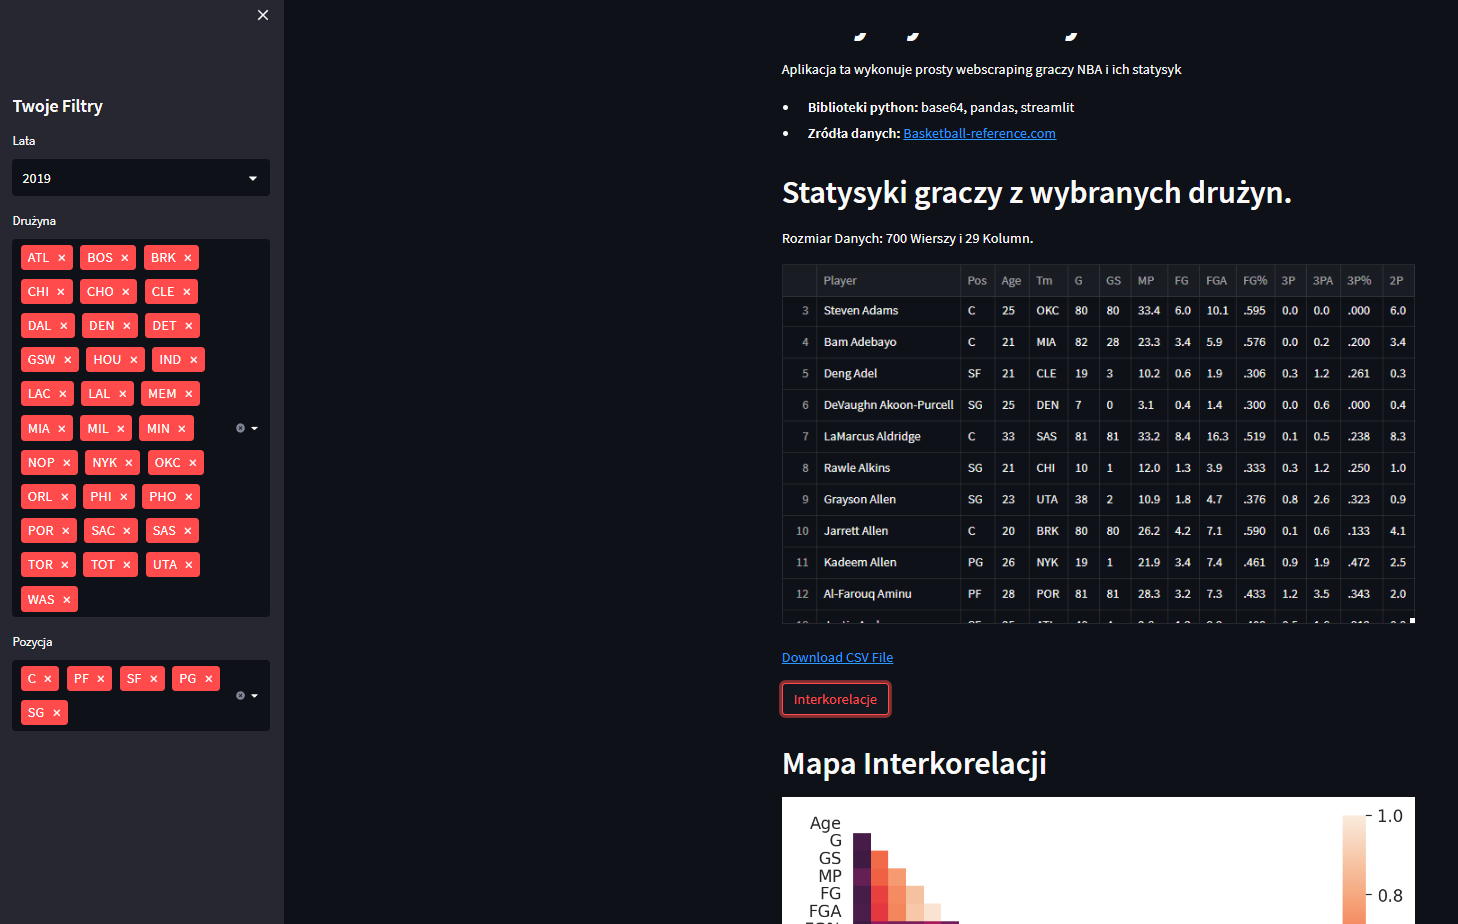 ×
Twoje Filtry
Lata
2019
Drużyna
ATL × BOS × BRK ×
CHI × CHO × CLE ×
DAL × DEN × DET ×
GSW × HOU × IND ×
LAC × LAL × MEM ×
MIA × MIL × MIN ×
NOP × NYK × OKC ×
ORL × PHI × PHO ×
POR × SAC × SAS ×
TOR × TOT × UTA ×
WAS ×
Pozycja
C × PF × SF × PG ×
SG ×
Aplikacja ta wykonuje prosty webscraping graczy NBA i ich statysyk
• Biblioteki python: base64, pandas, streamlit
• Zródła danych: Basketball-reference.com
Statysyki graczy z wybranych drużyn.
Rozmiar Danych: 700 Wierszy i 29 Kolumn.
Player Pos Age Tm G GS MP FG FGA FG% 3P 3PA 3P% 2P
3 Steven Adams C 25 OKC 80 80 33.4 6.0 10.1 .595 0.0 0.0 .000 6.0
4 Bam Adebayo C 21 MIA 82 28 23.3 3.4 5.9 .576 0.0 0.2 .200 3.4
5 Deng Adel SF 21 CLE 19 3 10.2 0.6 1.9 .306 0.3 1.2 .261 0.3
6 DeVaughn Akoon-Purcell SG 25 DEN 7 0 3.1 0.4 1.4 .300 0.0 0.6 .000 0.4
7 LaMarcus Aldridge C 33 SAS 81 81 33.2 8.4 16.3 .519 0.1 0.5 .238 8.3
8 Rawle Alkins SG 21 CHI 10 1 12.0 1.3 3.9 .333 0.3 1.2 .250 1.0
9 Grayson Allen SG 23 UTA 38 2 10.9 1.8 4.7 .376 0.8 2.6 .323 0.9
10 Jarrett Allen C 20 BRK 80 80 26.2 4.2 7.1 .590 0.1 0.6 .133 4.1
11 Kadeem Allen PG 26 NYK 19 1 21.9 3.4 7.4 .461 0.9 1.9 .472 2.5
12 Al-Farouq Aminu PF 28 POR 81 81 28.3 3.2 7.3 .433 1.2 3.5 .343 2.0
Download CSV File
Interkorelacje
Mapa Interkorelacji
Age
G
GS
MP
FG
FGA
1.0
0.8